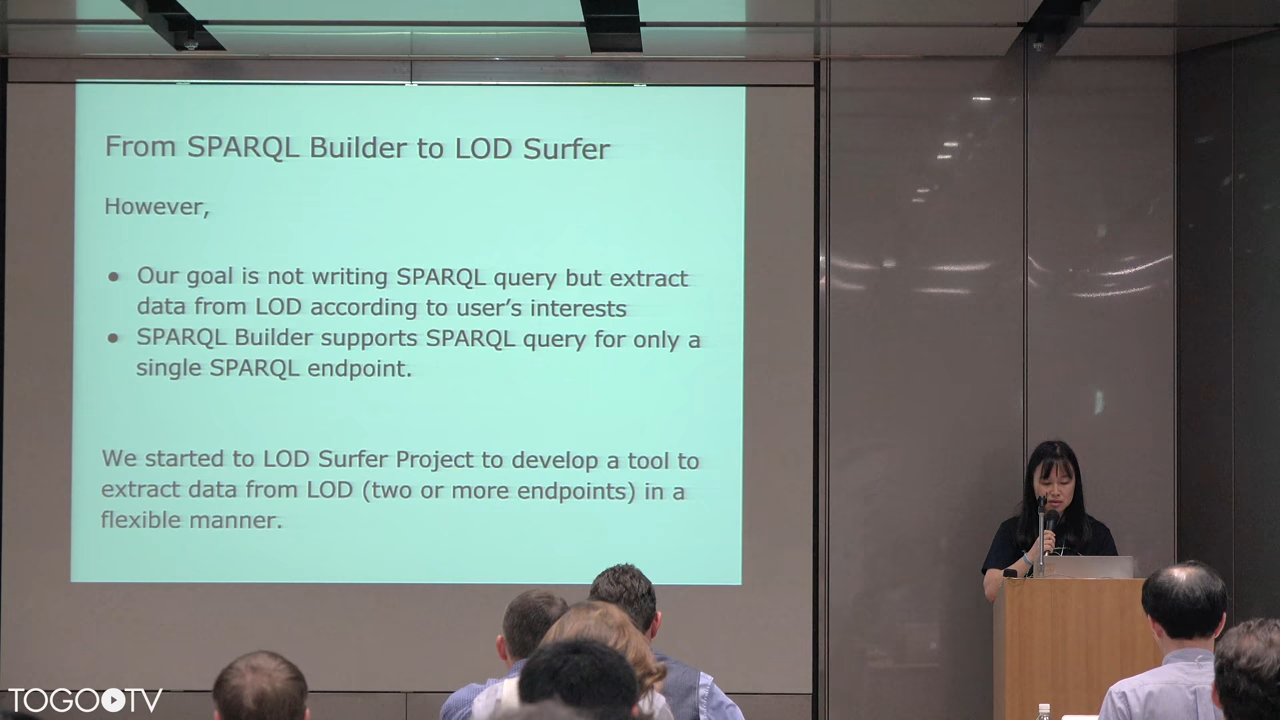 From SPARQL Builder to LOD Surfer
However,
● Our goal is not writing SPARQL query but extract
data from LOD according to user's interests
● SPARQL Builder supports SPARQL query for only a
single SPARQL endpoint.
We started to LOD Surfer Project to develop a tool to
extract data from LOD (two or more endpoints) in a
flexible manner.
TOGOTV